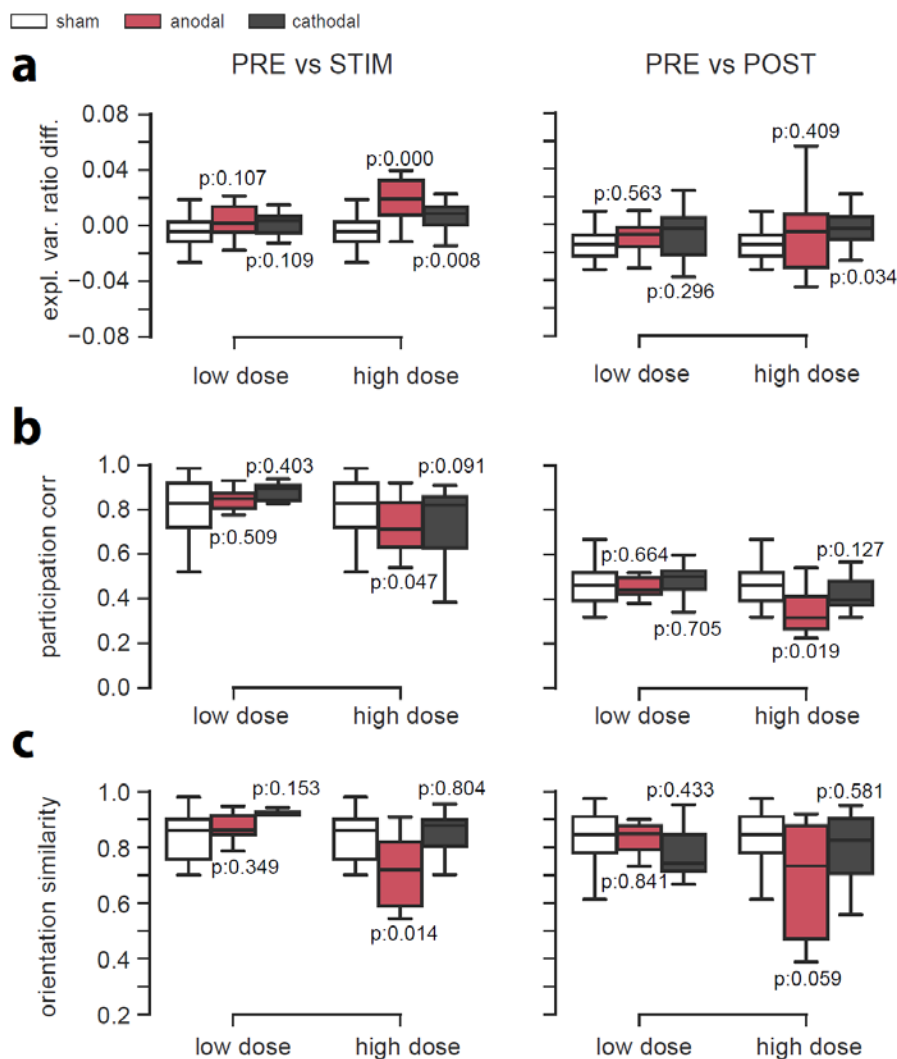 sham anodal cathodal
a
PRE vs STIM
PRE vs POST
expl. var. ratio diff.
0.08
0.04
0.00
−0.04
−0.08
p:0.107
p:0.109
p:0.000
p:0.008
low dose
high dose
p:0.563
p:0.296
p:0.409
p:0.034
low dose
high dose
b
participation corr
1.0
0.8
0.6
0.4
0.2
0.0
p:0.403
p:0.509
p:0.091
p:0.047
low dose
high dose
p:0.664
p:0.705
p:0.127
p:0.019
low dose
high dose
c
orientation similarity
1.0
0.8
0.6
0.4
0.2
p:0.153
p:0.349
p:0.804
p:0.014
low dose
high dose
p:0.433
p:0.841
p:0.581
p:0.059
low dose
high dose